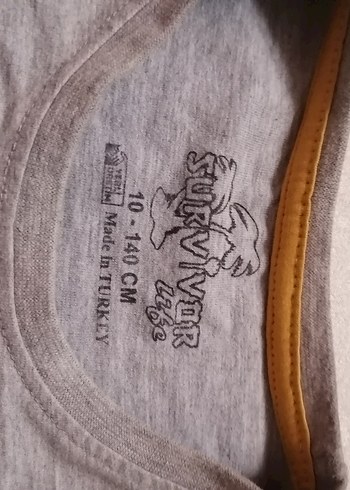 SURVIVOR
life
10 - 140 CM
Made in TURKEY